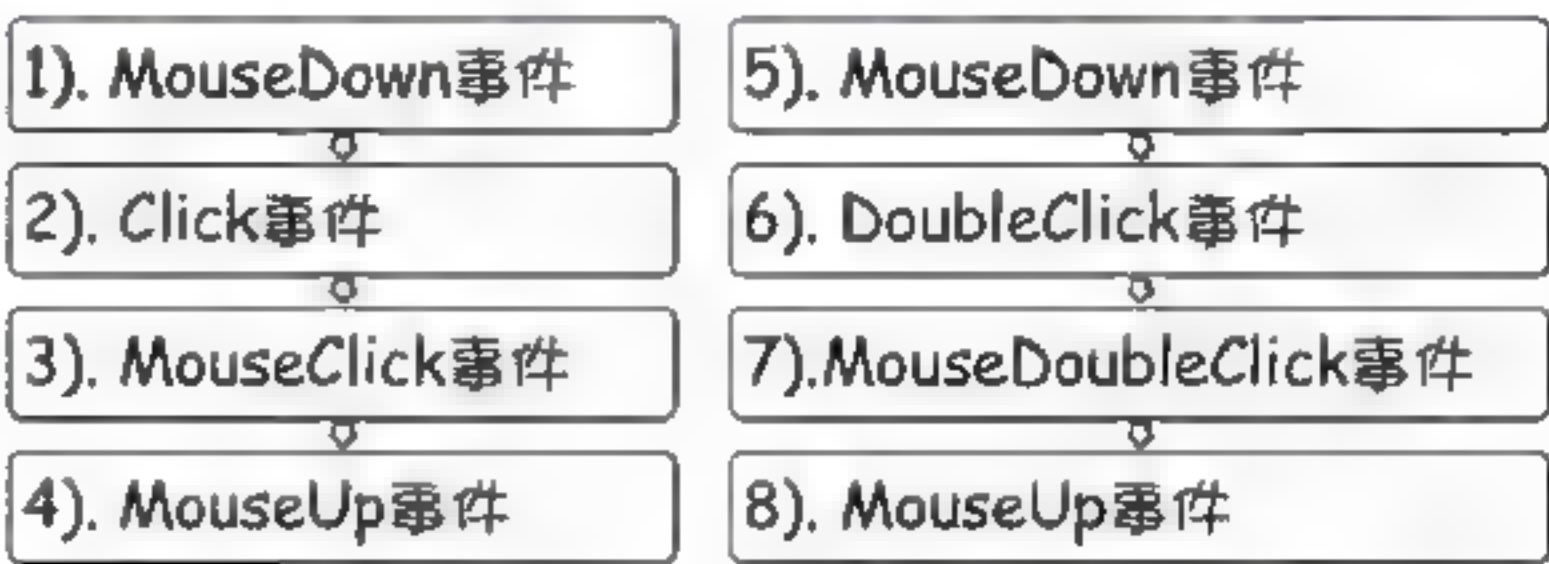 1). MouseDown事件
2). Click事件
3). MouseClick事件
4). MouseUp事件
5). MouseDown事件
6). DoubleClick事件
7).MouseDoubleClick事件
8). MouseUp事件